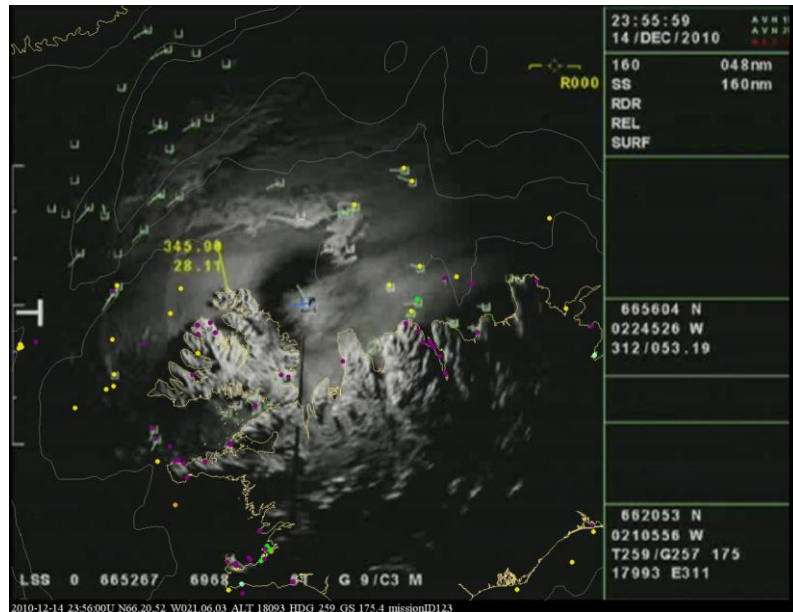 23:55:59
14/DEC/2010
A V H
A V H
160 048nm
SS 160nm
RDR
REL
SURF
R000
345.90
28.11
665604 N
0224526 W
312/053.19
662053 N
0210556 W
T259/G257 175
17993 E311
LSS 0 665267 6968 ST G 9/C3 M
2010-12-14 23:56:00U N66.20.52 W021.06.03 ALT 18093 HDG 259 GS 175.4 missionID123